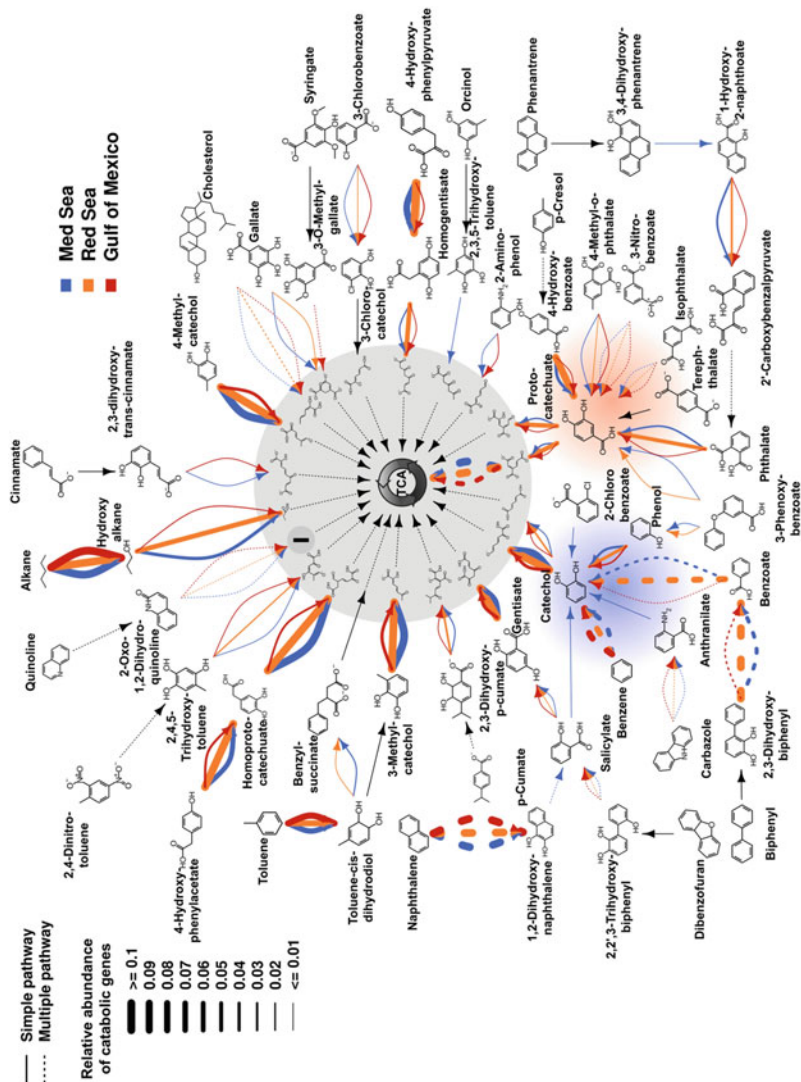 Simple pathway
Multiple pathway
Relative abundance
of catabolic genes
>= 0.1
0.09
0.08
0.07
0.06
0.05
0.04
0.03
0.02
<= 0.01
Med Sea
Red Sea
Gulf of Mexico
2,4-Dinitro-
toluene
Quinoline
Alkane
Cinnamate
4-Hydroxy-
phenylacetate
2-Oxo-
1,2-Dihydro-
quinoline
Hydroxy
alkane
2,3-dihydroxy-
trans-cinnamate
4-Methyl-
catechol
Cholesterol
Toluene
2,4,5-
Trihydroxy-
toluene
Homoproto-
catechuate
Gallate
Syringate
3-O-Methyl-
gallate
3-Chlorobenzoate
Toluene-cis-
dihydrodiol
Benzyl-
succinate
I
3-Chloro-
catechol
4-Hydroxy-
phenylpyruvate
Naphthalene
3-Methyl-
catechol
TCA
Homogentisate
Orcinol
2,3,5-Trihydroxy-
toluene
p-Cumate
2,3-Dihydroxy-
p-cumate
2-Amino-
phenol
1,2-Dihydroxy-
naphthalene
Gentisate
Proto-
catechuate
4-Hydroxy-
benzoate
p-Cresol
Phenantrene
Salicylate
Catechol
2,2',3-Trihydroxy-
biphenyl
Benzene
2-Chloro
benzoate
4-Methyl-o-
phthalate
3,4-Dihydroxy-
phenantrene
Dibenzofuran
Carbazole
Anthranilate
Phenol
Tereph-
thalate
Isophthalate
3-Nitro-
benzoate
Biphenyl
2,3-Dihydroxy-
biphenyl
Benzoate
3-Phenoxy-
benzoate
Phthalate
2'-Carboxybenzalpyruvate
1-Hydroxy-
2-naphthoate